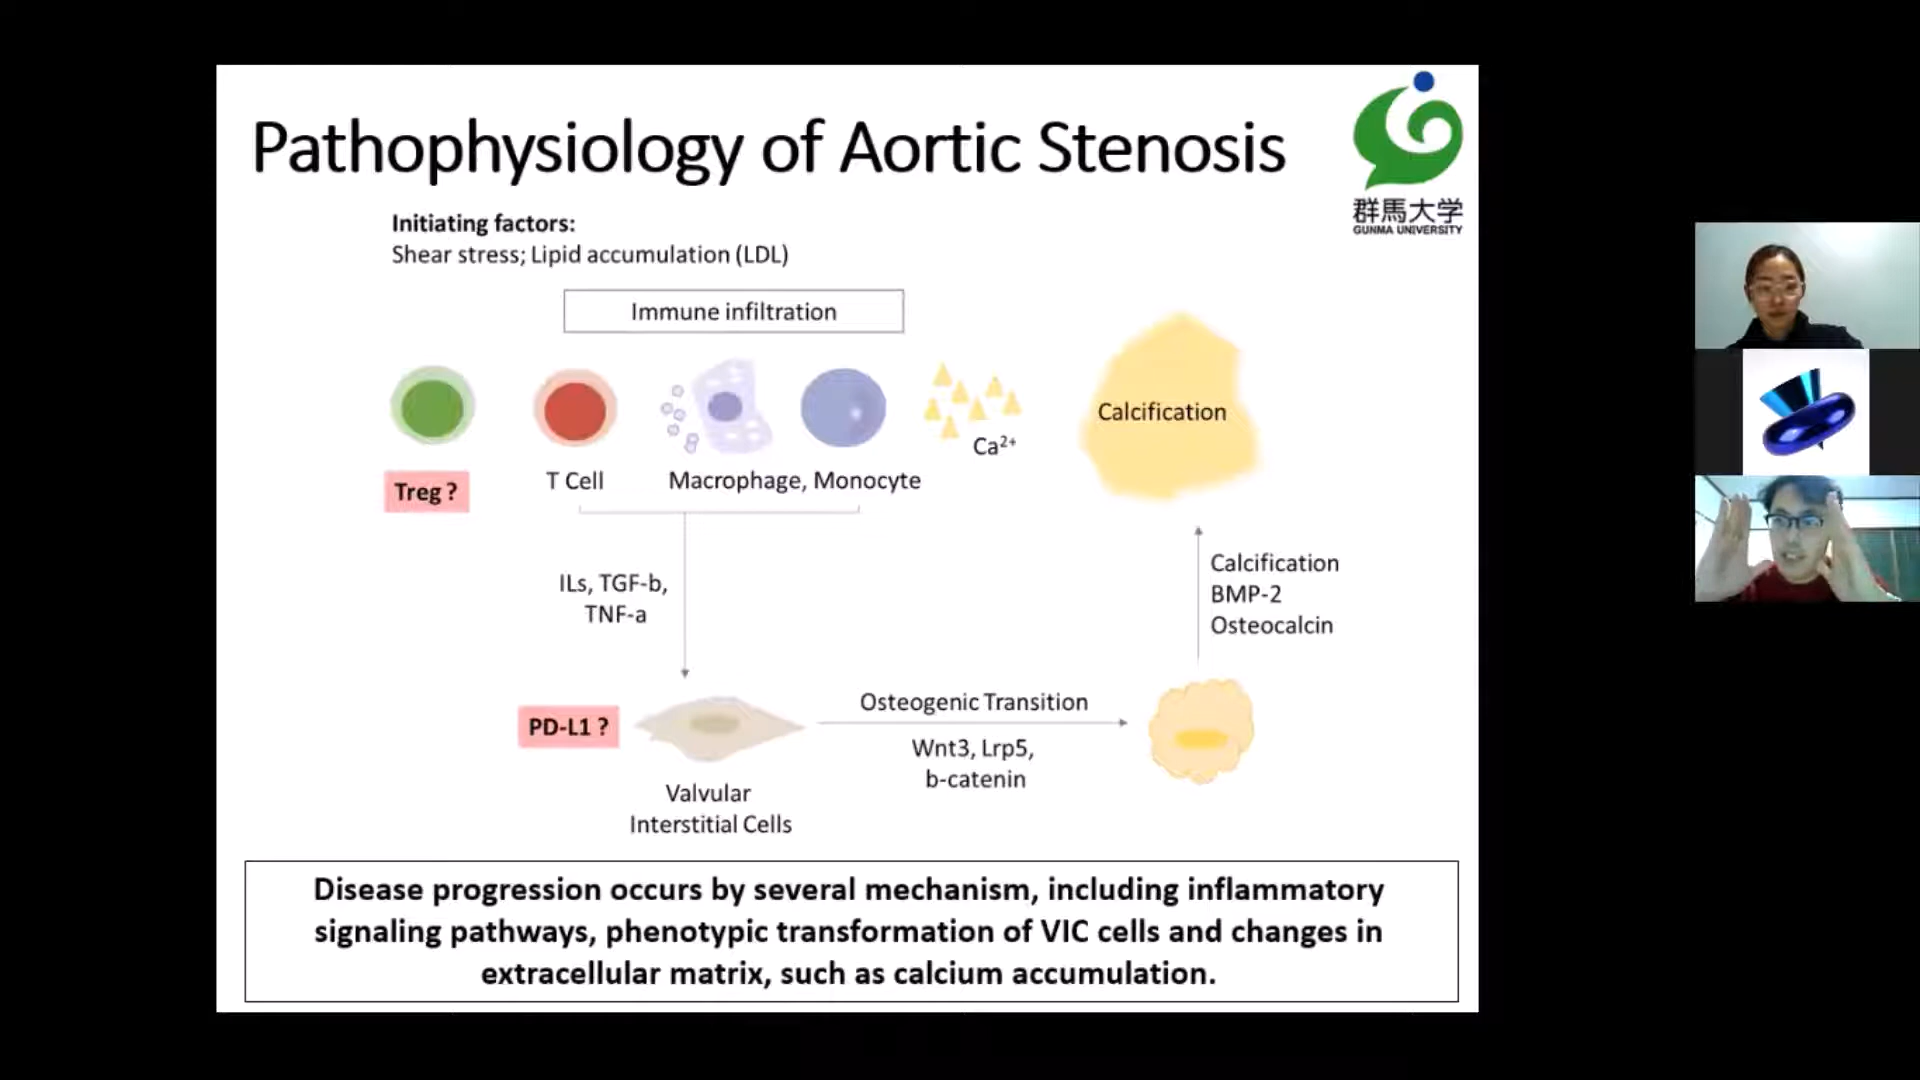 Pathophysiology of Aortic Stenosis
群馬大学
GUNMA UNIVERSITY
Initiating factors:
Shear stress; Lipid accumulation (LDL)
Immune infiltration
Ca²⁺
Calcification
Treg ?
T Cell
Macrophage, Monocyte
ILs, TGF-b,
TNF-a
Calcification
BMP-2
Osteocalcin
PD-L1 ?
Osteogenic Transition
Wnt3, Lrp5,
b-catenin
Valvular
Interstitial Cells
Disease progression occurs by several mechanism, including inflammatory
signaling pathways, phenotypic transformation of VIC cells and changes in
extracellular matrix, such as calcium accumulation.